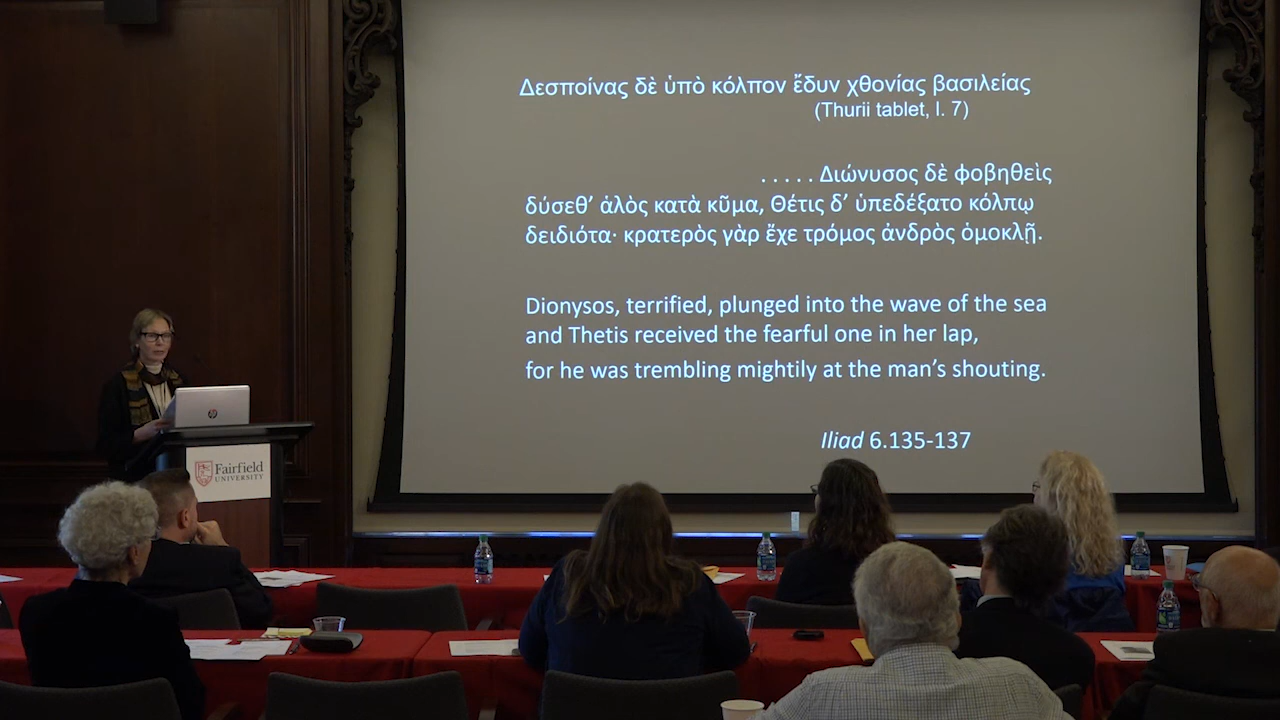 Δεσποίνας δὲ ὑπὸ κόλπον ἔδυν χθονίας βασιλείας
(Thurii tablet, l. 7)
. . . . . Διώνυσος δὲ φοβηθεὶς
δύσεθ’ ἁλὸς κατὰ κῦμα, Θέτις δ’ ὑπεδέξατο κόλπῳ
δειδιότα· κρατερὸς γὰρ ἔχε τρόμος ἀνδρὸς ὁμοκλῇ.
Dionysos, terrified, plunged into the wave of the sea
and Thetis received the fearful one in her lap,
for he was trembling mightily at the man’s shouting.
Iliad 6.135-137
hp
Fairfield
UNIVERSITY